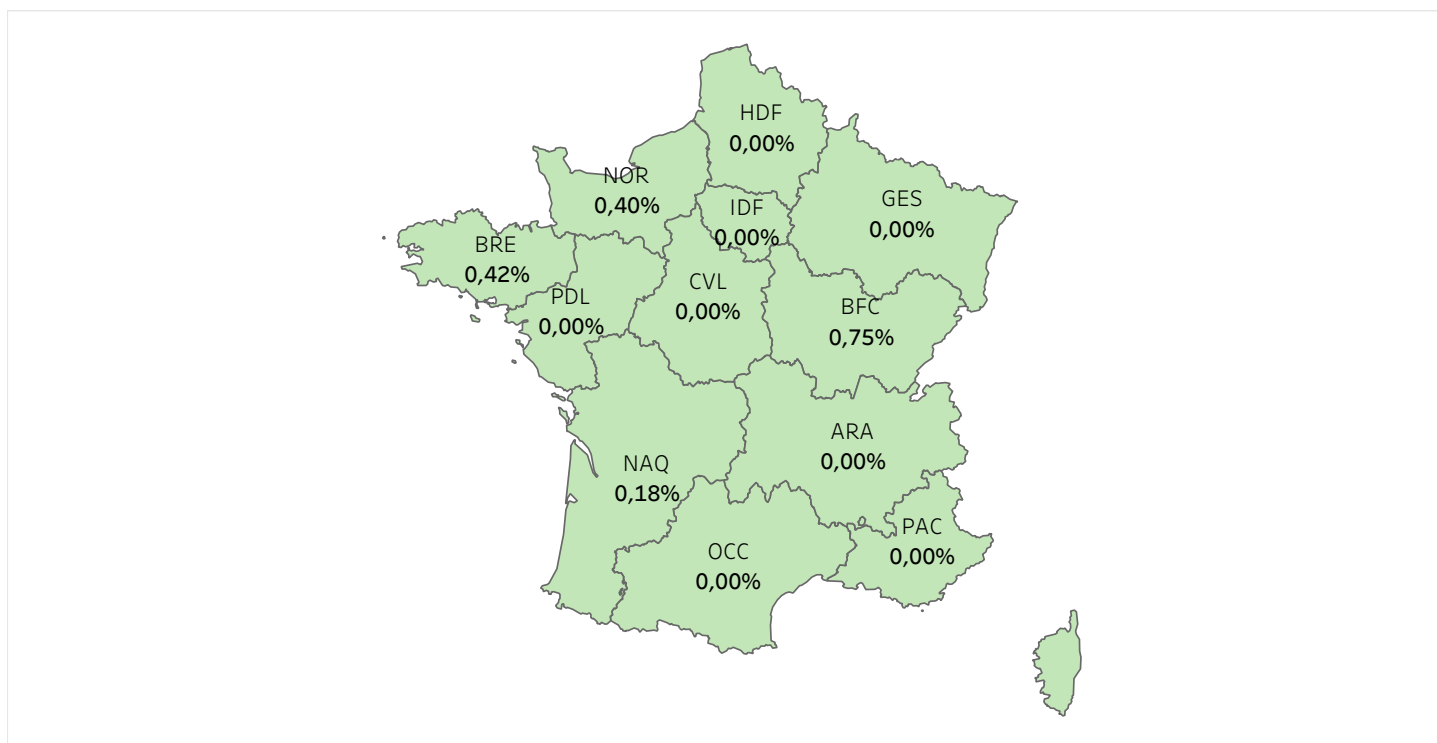 HDF
0,00%
NOR
0,40%
IDF
0,00%
GES
0,00%
BRE
0,42%
CVL
0,00%
PDL
0,00%
BFC
0,75%
ARA
0,00%
NAQ
0,18%
PAC
0,00%
OCC
0,00%